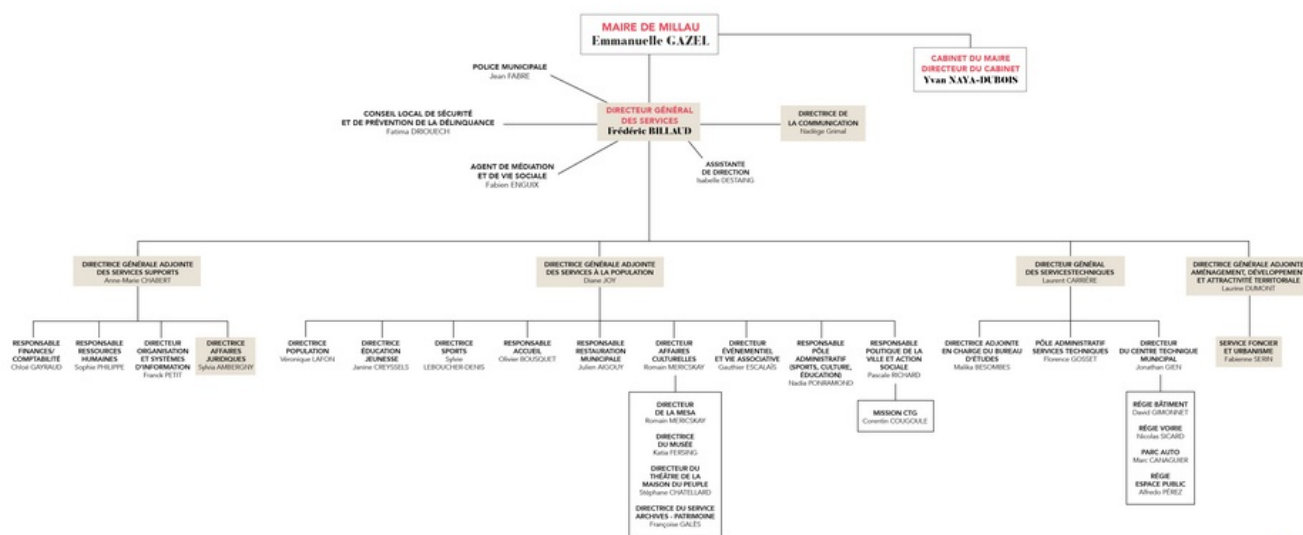 MAIRE DE MILLAU
Emmanuelle GAZEL
CABINET DU MAIRE
DIRECTEUR DU CABINET
Yvan NAYA-DUBOIS
POLICE MUNICIPALE
Jean FABRE
CONSEIL LOCAL DE SÉCURITÉ
ET DE PRÉVENTION DE LA DÉLINQUANCE
Fatima DRIOUECH
DIRECTEUR GÉNÉRAL
DES SERVICES
Frédéric BILLAUD
DIRECTRICE DE
LA COMMUNICATION
Nadège Grimal
AGENT DE MÉDIATION
ET DE VIE SOCIALE
Fabien ENGUIX
ASSISTANTE
DE DIRECTION
Isabelle DESTAING
DIRECTRICE GÉNÉRALE ADJOINTE
DES SERVICES SUPPORTS
Anne-Marie CHABERT
DIRECTRICE GÉNÉRALE ADJOINTE
DES SERVICES À LA POPULATION
Diane JOY
DIRECTEUR GÉNÉRAL
DES SERVICESTECHNIQUES
Laurent CARRIÈRE
DIRECTRICE GÉNÉRALE ADJOINTE
AMÉNAGEMENT, DÉVELOPPEMENT
ET ATTRACTIVITÉ TERRITORIALE
Laurine DUMONT
RESPONSABLE
FINANCES/
COMPTABILITÉ
Chloé GAYRAUD
RESPONSABLE
RESSOURCES
HUMAINES
Sophie PHILIPPE
DIRECTEUR
ORGANISATION
ET SYSTÈMES
D'INFORMATION
Franck PETIT
DIRECTRICE
AFFAIRES
JURIDIQUES
Sylvia AMBERGNY
DIRECTRICE
POPULATION
Véronique LAFON
DIRECTRICE
ÉDUCATION
JEUNESSE
Janine CREYSSELS
DIRECTRICE
SPORTS
Sylvie
LEBOUCHER-DENIS
RESPONSABLE
ACCUEIL
Olivier BOUSQUET
RESPONSABLE
RESTAURATION
MUNICIPALE
Julien AIGOUY
DIRECTEUR
AFFAIRES
CULTURELLES
Romain MERICSKAY
DIRECTEUR
ÉVÉNEMENTIEL
ET VIE ASSOCIATIVE
Gauthier ESCALAÏS
RESPONSABLE
PÔLE
ADMINISTRATIF
(SPORTS, CULTURE,
ÉDUCATION)
Nadia PONRAMOND
RESPONSABLE
POLITIQUE DE LA
VILLE ET ACTION
SOCIALE
Pascale RICHARD
DIRECTRICE ADJOINTE
EN CHARGE DU BUREAU
D'ÉTUDES
Malika BESOMBES
PÔLE ADMINISTRATIF
SERVICES TECHNIQUES
Florence GOSSET
DIRECTEUR
DU CENTRE TECHNIQUE
MUNICIPAL
Jonathan GIEN
SERVICE FONCIER
ET URBANISME
Fabienne SERIN
DIRECTEUR
DE LA MESA
Romain MERICSKAY
DIRECTRICE
DU MUSÉE
Katia FERSING
DIRECTEUR DU
THÉÂTRE DE LA
MAISON DU PEUPLE
Stéphane CHATELLARD
DIRECTRICE DU SERVICE
ARCHIVES - PATRIMOINE
Françoise GALÈS
MISSION CTG
Corentin COUGOULE
RÉGIE BÂTIMENT
David GIMONNET
RÉGIE VOIRIE
Nicolas SICARD
PARC AUTO
Marc CANAGUIER
RÉGIE
ESPACE PUBLIC
Alfredo PÉREZ